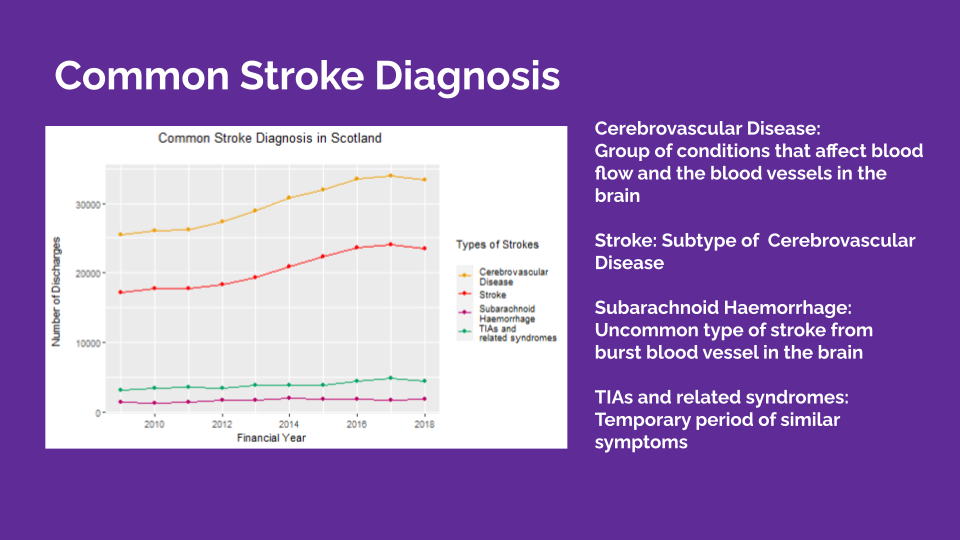 Common Stroke Diagnosis
Common Stroke Diagnosis in Scotland
Number of Discharges
30000
20000
10000
0
2010
2012
2014
2016
2018
Financial Year
Types of Strokes
Cerebrovascular
Disease
Stroke
Subarachnoid
Haemorrhage
TIAs and
related syndromes
Cerebrovascular Disease:
Group of conditions that affect blood
flow and the blood vessels in the
brain
Stroke: Subtype of  Cerebrovascular
Disease
Subarachnoid Haemorrhage:
Uncommon type of stroke from
burst blood vessel in the brain
TIAs and related syndromes:
Temporary period of similar
symptoms